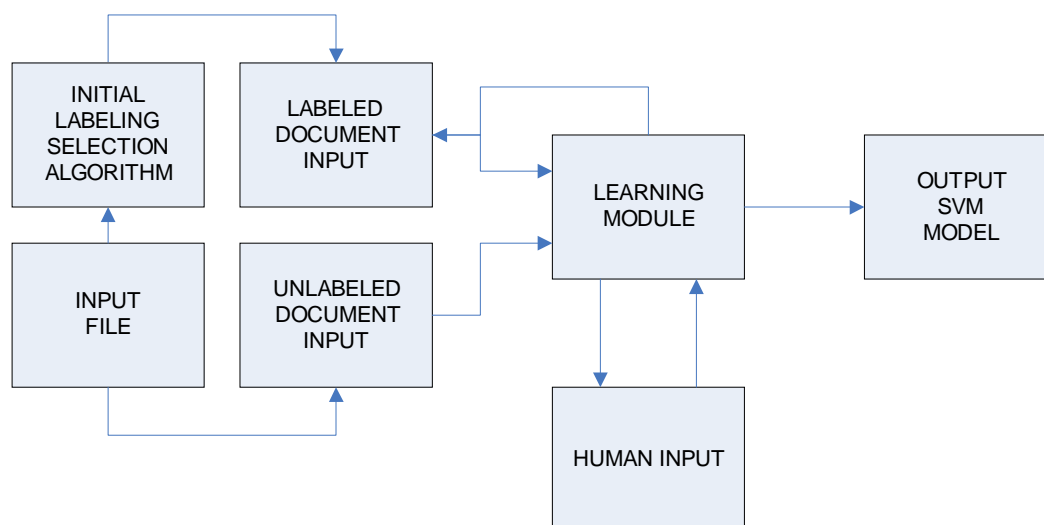 INITIAL
LABELING
SELECTION
ALGORITHM
LABELED
DOCUMENT
INPUT
LEARNING
MODULE
OUTPUT
SVM
MODEL
INPUT
FILE
UNLABELED
DOCUMENT
INPUT
HUMAN INPUT